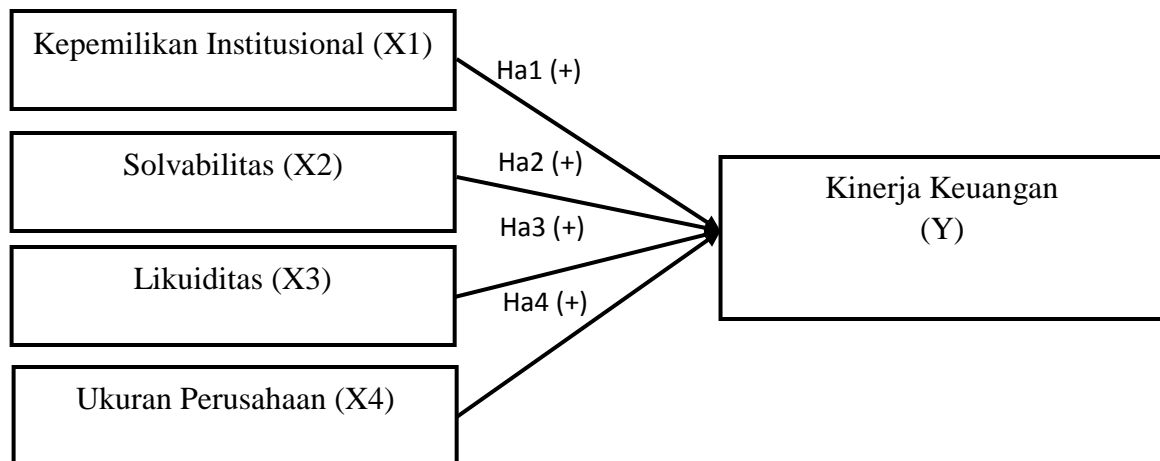 Kepemilikan Institusional (X1)
Ha1 (+)
Solvabilitas (X2)
Ha2 (+)
Kinerja Keuangan
(Y)
Ha3 (+)
Likuiditas (X3)
Ha4 (+)
Ukuran Perusahaan (X4)